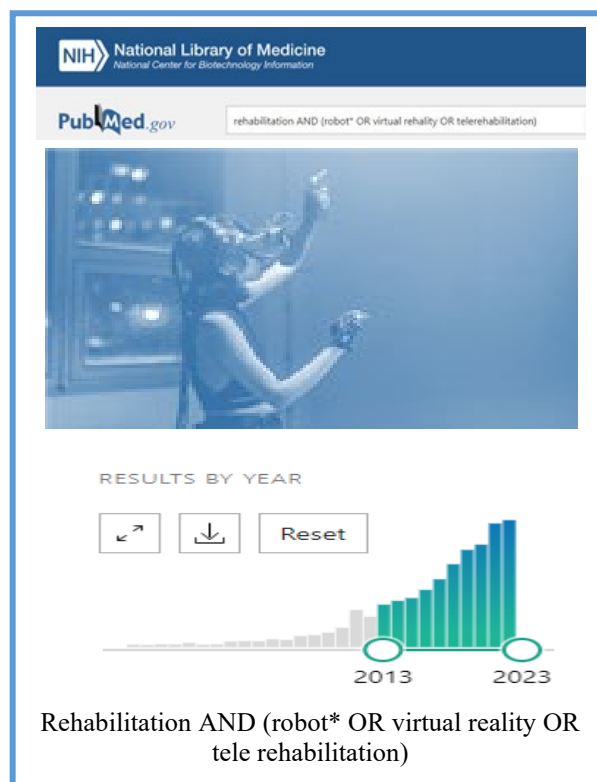 NIH National Library of Medicine
National Center for Biotechnology Information
PubMed.gov
rehabilitation AND (robot* OR virtual rehality OR telerehabilitation)
RESULTS BY YEAR
Reset
2013 2023
Rehabilitation AND (robot* OR virtual reality OR
tele rehabilitation)